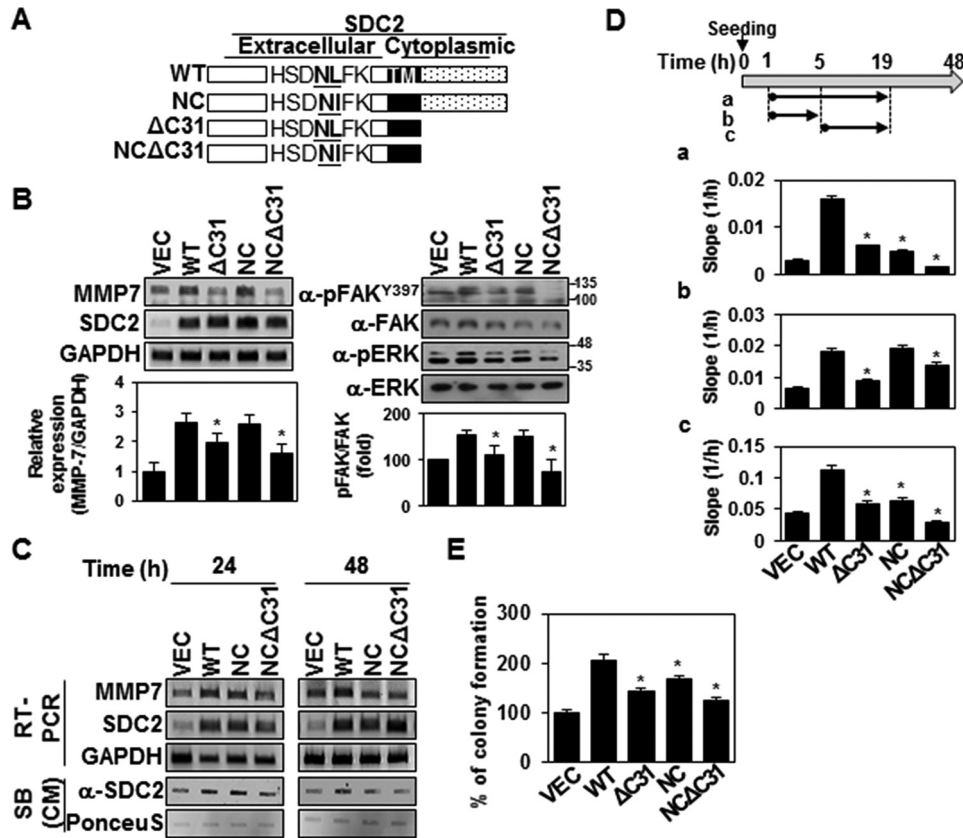 A
SDC2
Extracellular Cytoplasmic
WT HSDNLFK TM
NC HSDNIFK
ΔC31 HSDNLFK
NCΔC31 HSDNIFK
B
VEC WT ΔC31 NC NCΔC31
MMP7
SDC2
GAPDH
Relative expression (MMP-7/GAPDH)
4
3
2
1
0
* *
VEC WT ΔC31 NC NCΔC31
α-pFAKY397 135
100
α-FAK
α-pERK 48
35
α-ERK
pFAK/FAK (fold)
200
100
0
* *
C
Time (h) 24 48
VEC WT NC NCΔC31 VEC WT NC NCΔC31
RT-PCR
MMP7
SDC2
GAPDH
SB (CM)
α-SDC2
Ponceu S
D
Seeding
Time (h) 0 1 5 19 48
a
b
c
a
Slope (1/h)
0.02
0.01
0
* * *
b
Slope (1/h)
0.03
0.02
0.01
0
* *
c
Slope (1/h)
0.15
0.1
0.05
0
* * *
VEC WT ΔC31 NC NCΔC31
E
% of colony formation
300
200
100
0
* * *
VEC WT ΔC31 NC NCΔC31